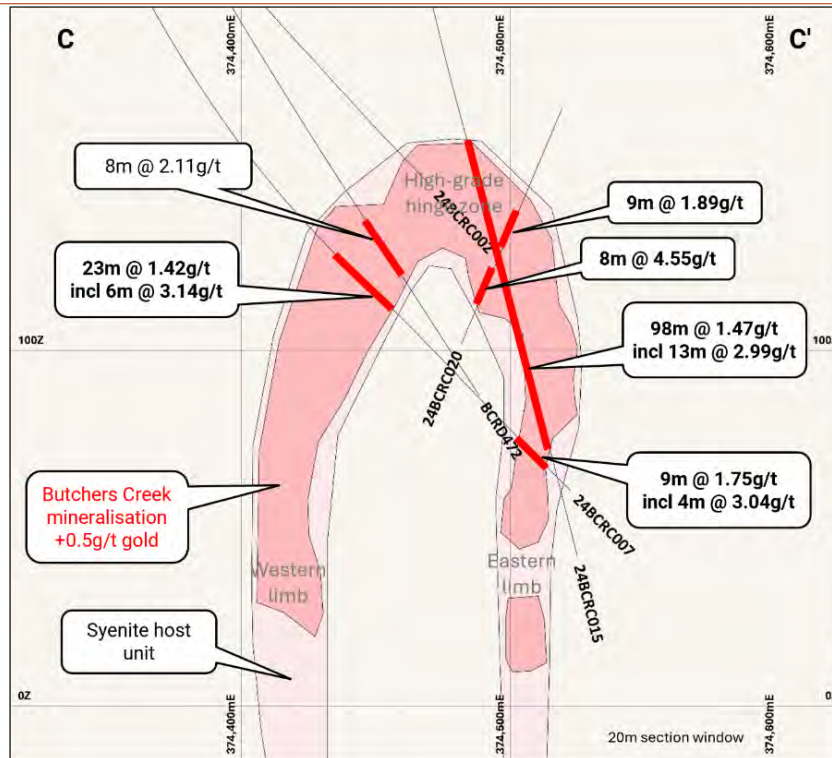 C
374,400mE
374,500mE
374,600mE
C'
8m @ 2.11g/t
High-grade
hinge zone
24BCRC002
9m @ 1.89g/t
23m @ 1.42g/t
incl 6m @ 3.14g/t
8m @ 4.55g/t
98m @ 1.47g/t
incl 13m @ 2.99g/t
100Z
100
24BCRC020
BCRD472
9m @ 1.75g/t
incl 4m @ 3.04g/t
Butchers Creek
mineralisation
+0.5g/t gold
24BCRC007
Western
limb
Eastern
limb
24BCRC015
Syenite host
unit
0Z
0
374,400mE
374,500mE
374,600mE
20m section window